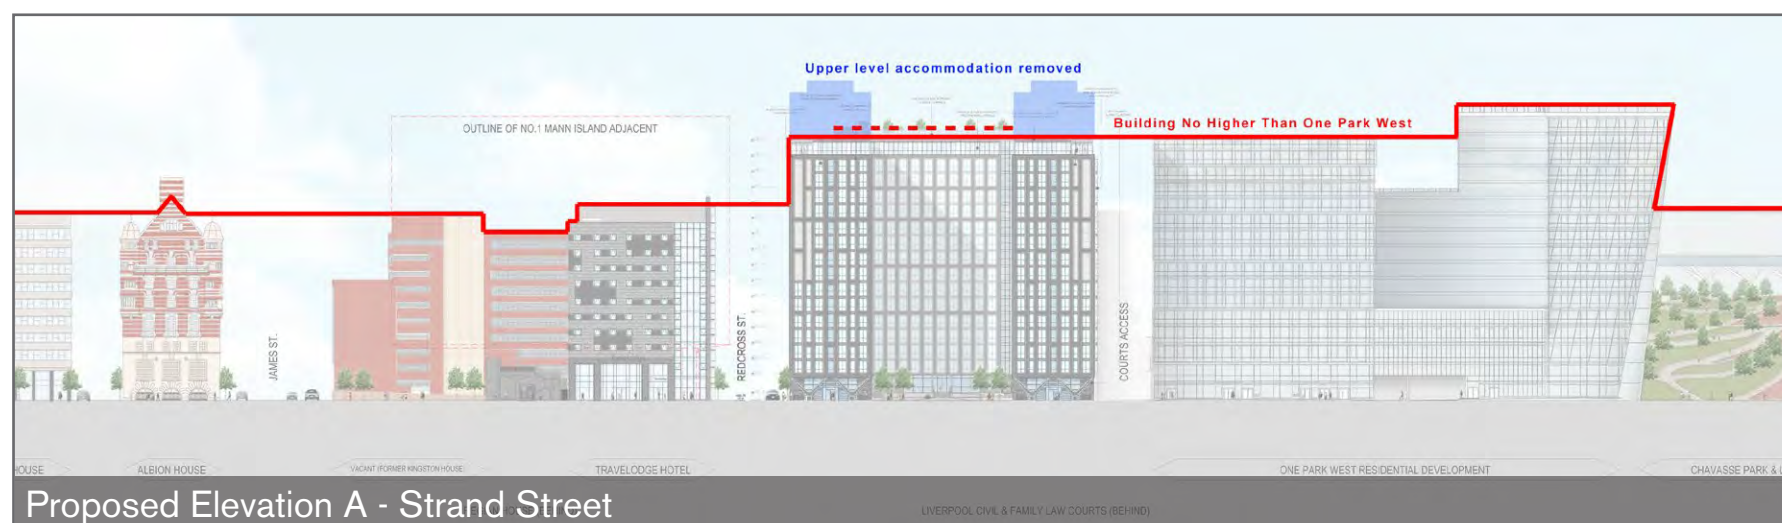 Upper level accommodation removed
OUTLINE OF NO.1 MANN ISLAND ADJACENT
Building No Higher Than One Park West
JAMES ST.
REDCROSS ST.
COURTS ACCESS
HOUSE
ALBION HOUSE
VACANT (FORMER KINGSTON HOUSE)
TRAVELODGE HOTEL
ONE PARK WEST RESIDENTIAL DEVELOPMENT
CHAVASSE PARK & L
Proposed Elevation A - Strand Street
LIVERPOOL CIVIL & FAMILY LAW COURTS (BEHIND)